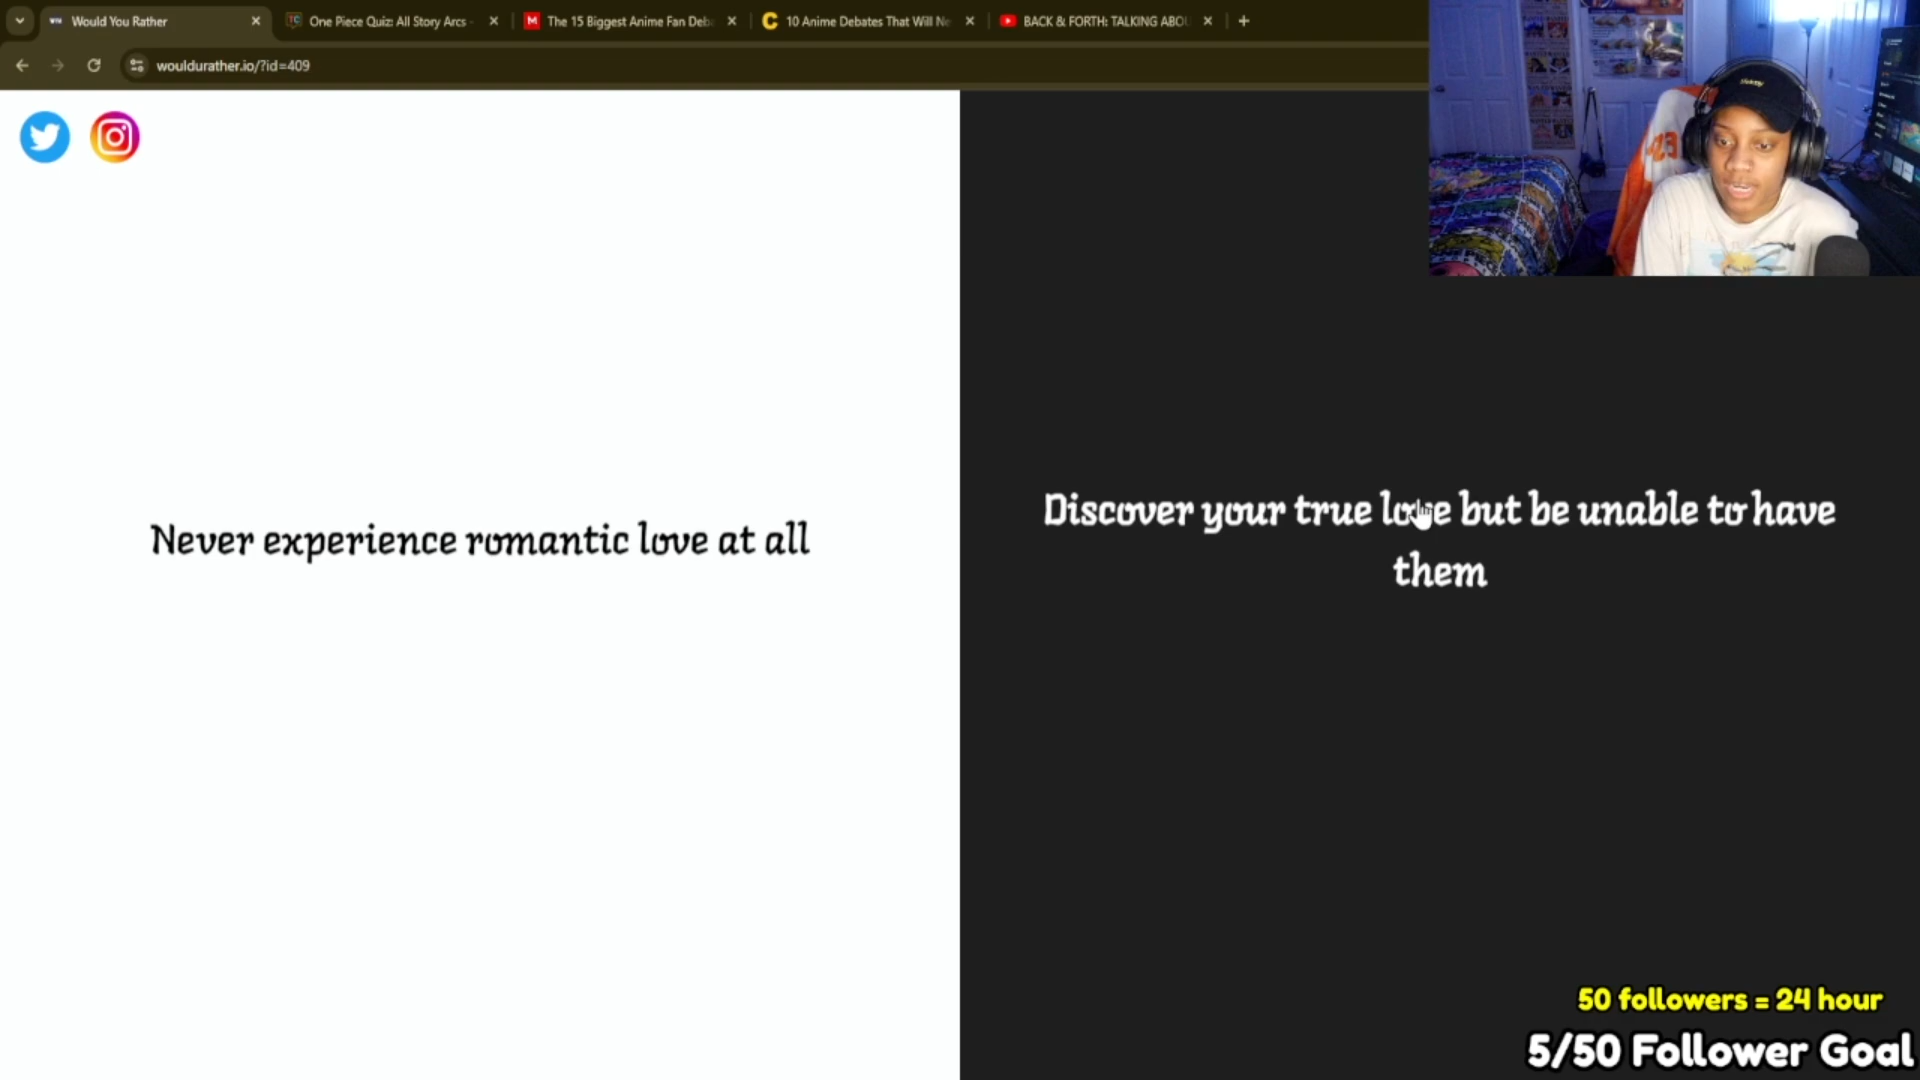 Would You Rather
One Piece Quiz: All Story Arcs -
The 15 Biggest Anime Fan Deb
10 Anime Debates That Will Ne
BACK & FORTH: TALKING ABOU
wouldurather.io/?id=409
Never experience romantic love at all
Discover your true love but be unable to have
them
50 followers = 24 hour
5/50 Follower Goal